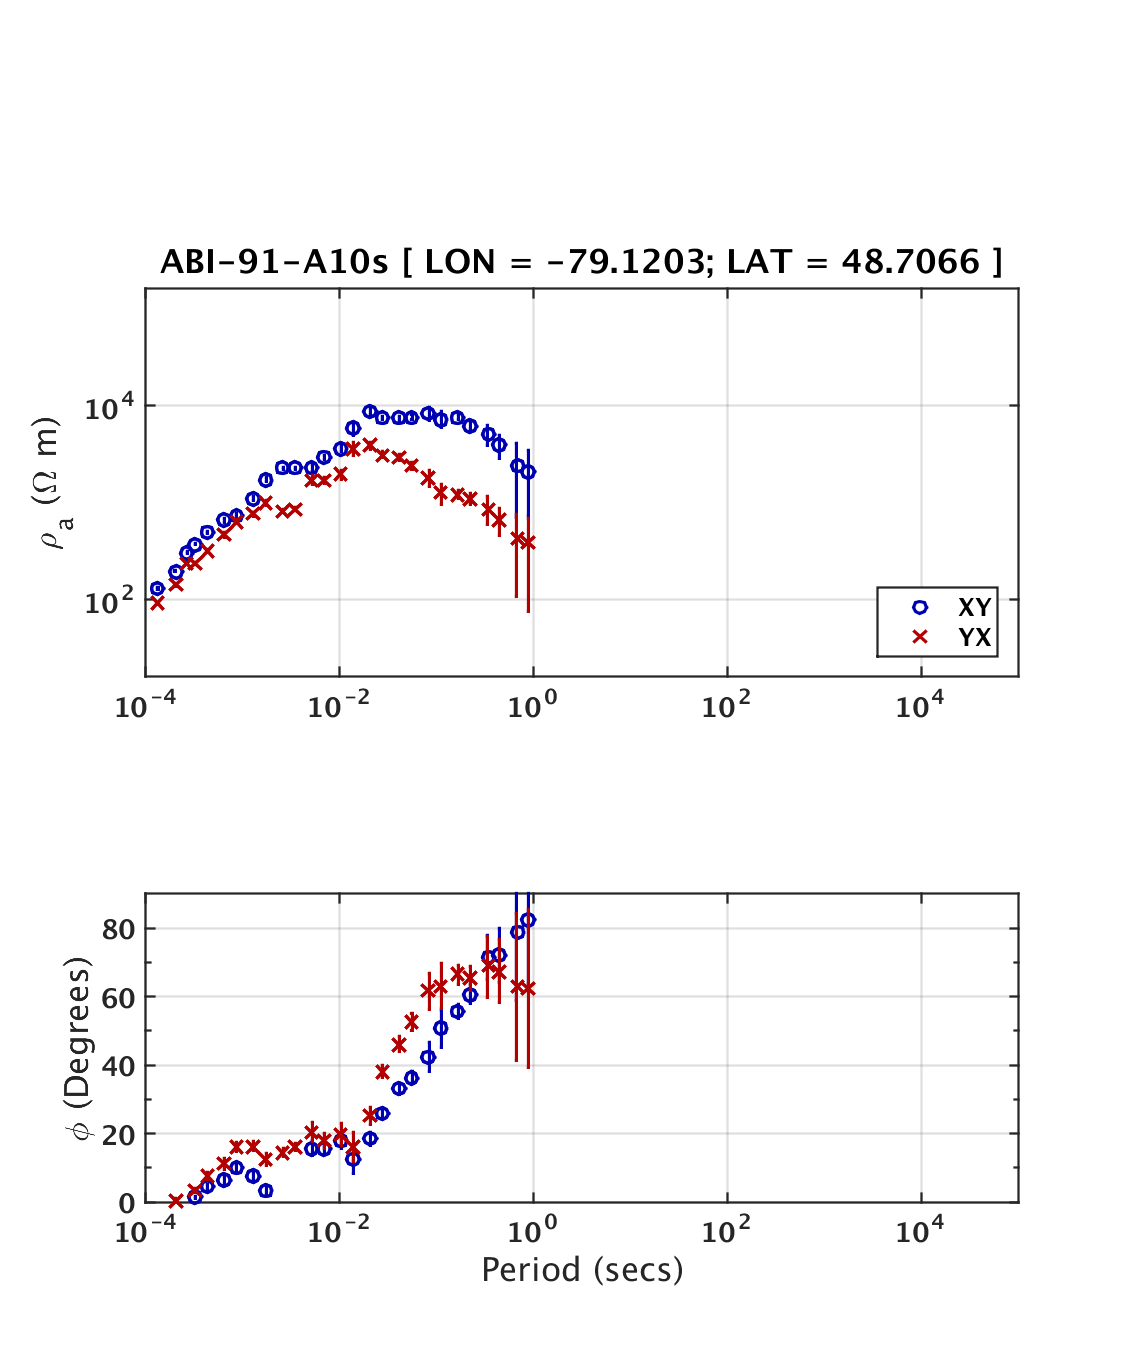 ABI-91-A10s [ LON = -79.1203; LAT = 48.7066 ]
ρa (Ω m)
10^4
10^2
XY
YX
10^-4 10^-2 10^0 10^2 10^4
ϕ (Degrees)
80
60
40
20
0
10^-4 10^-2 10^0 10^2 10^4
Period (secs)